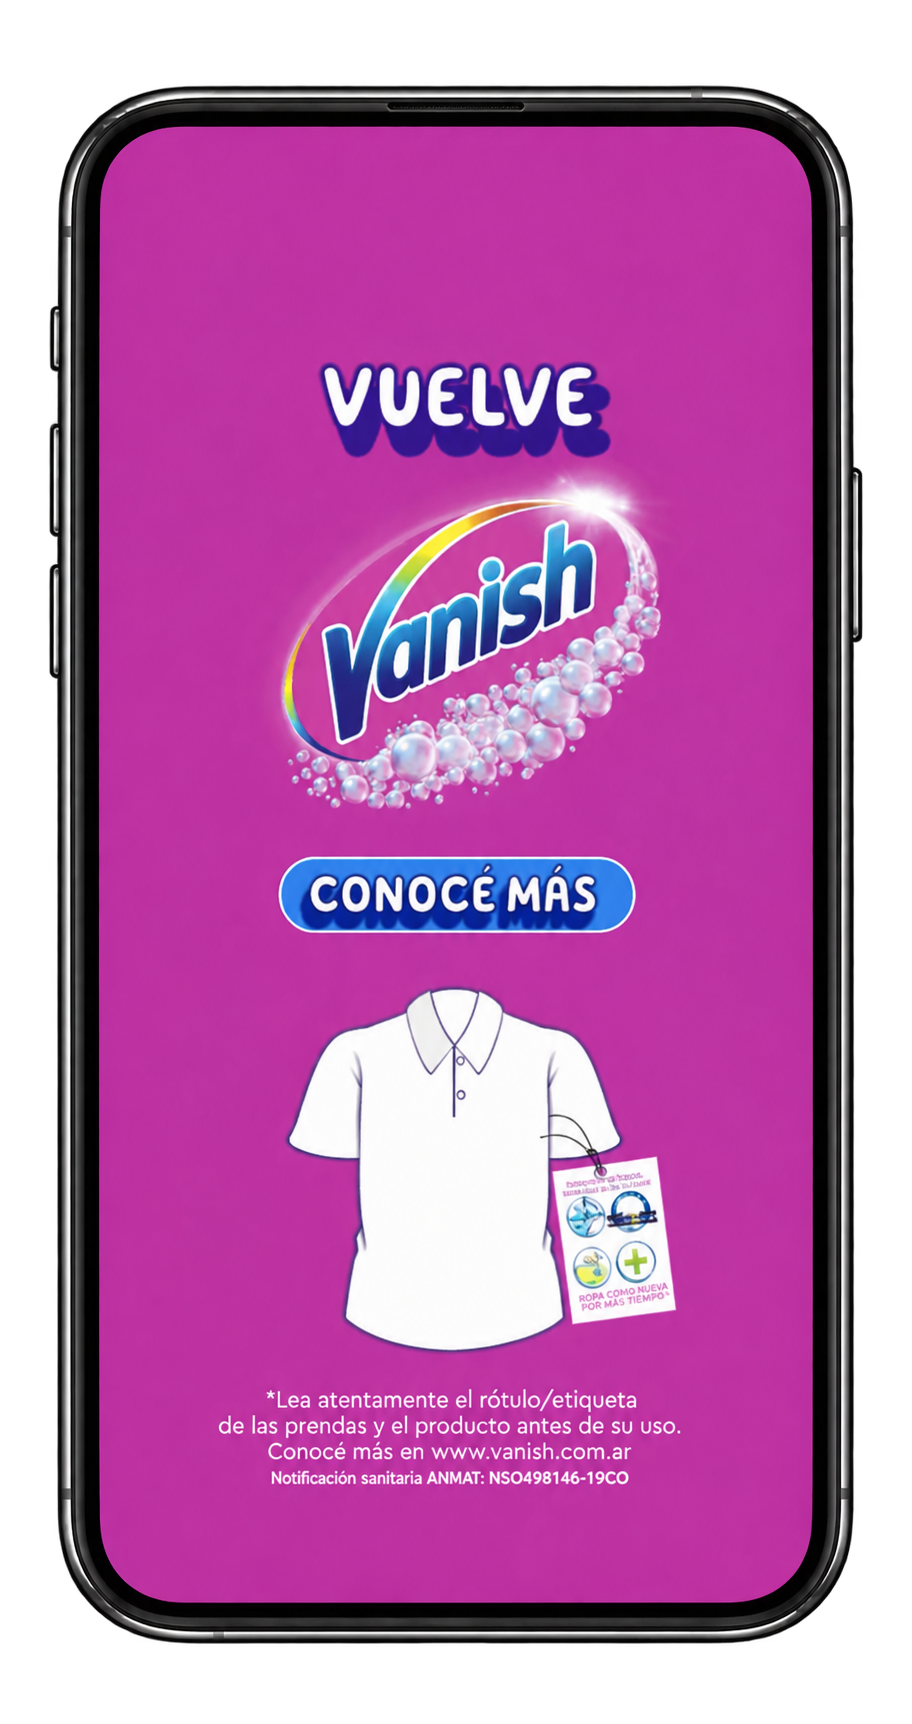 VUELVE
Vanish
CONOCÉ MÁS
ROPA COMO NUEVA
POR MÁS TIEMPO*
*Lea atentamente el rótulo/etiqueta
de las prendas y el producto antes de su uso.
Conocé más en www.vanish.com.ar
Notificación sanitaria ANMAT: NSO498146-19CO